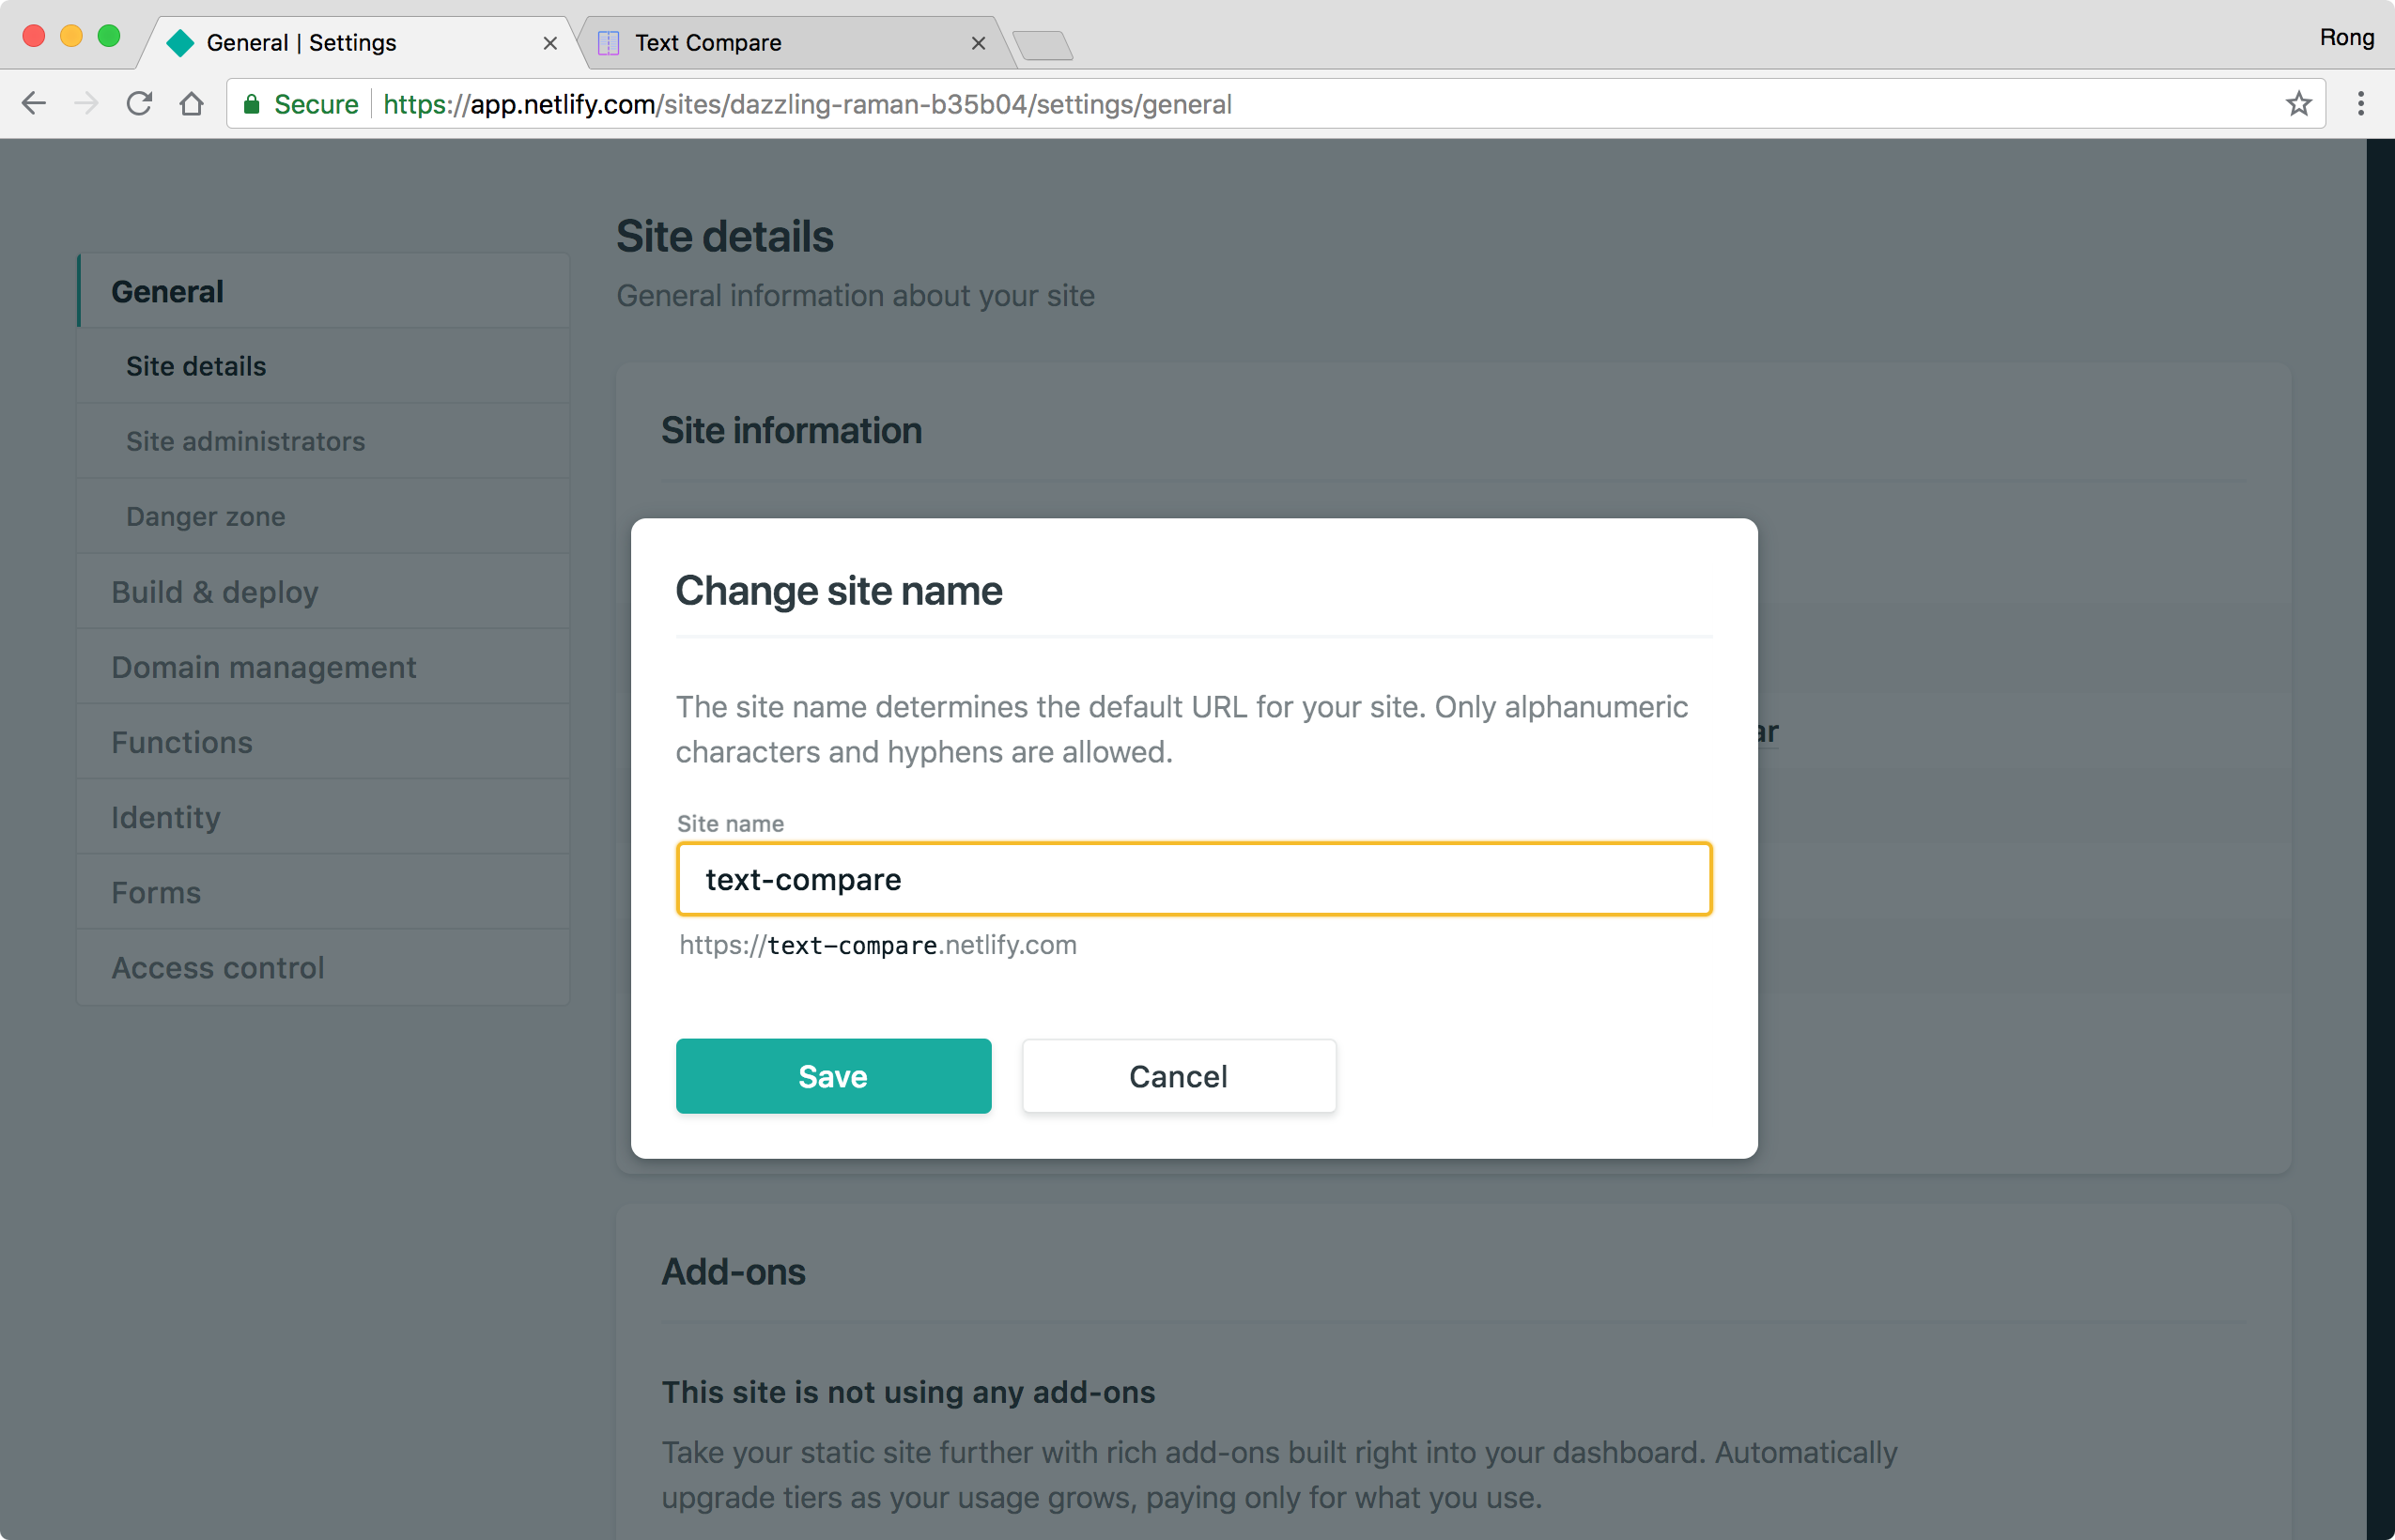 General | Settings
Text Compare
Rong
Secure
https://app.netlify.com/sites/dazzling-raman-b35b04/settings/general
General
Site details
Site administrators
Danger zone
Build & deploy
Domain management
Functions
Identity
Forms
Access control
Site details
General information about your site
Site information
Change site name
The site name determines the default URL for your site. Only alphanumeric
characters and hyphens are allowed.
Site name
text-compare
https://text-compare.netlify.com
Save
Cancel
Add-ons
This site is not using any add-ons
Take your static site further with rich add-ons built right into your dashboard. Automatically
upgrade tiers as your usage grows, paying only for what you use.